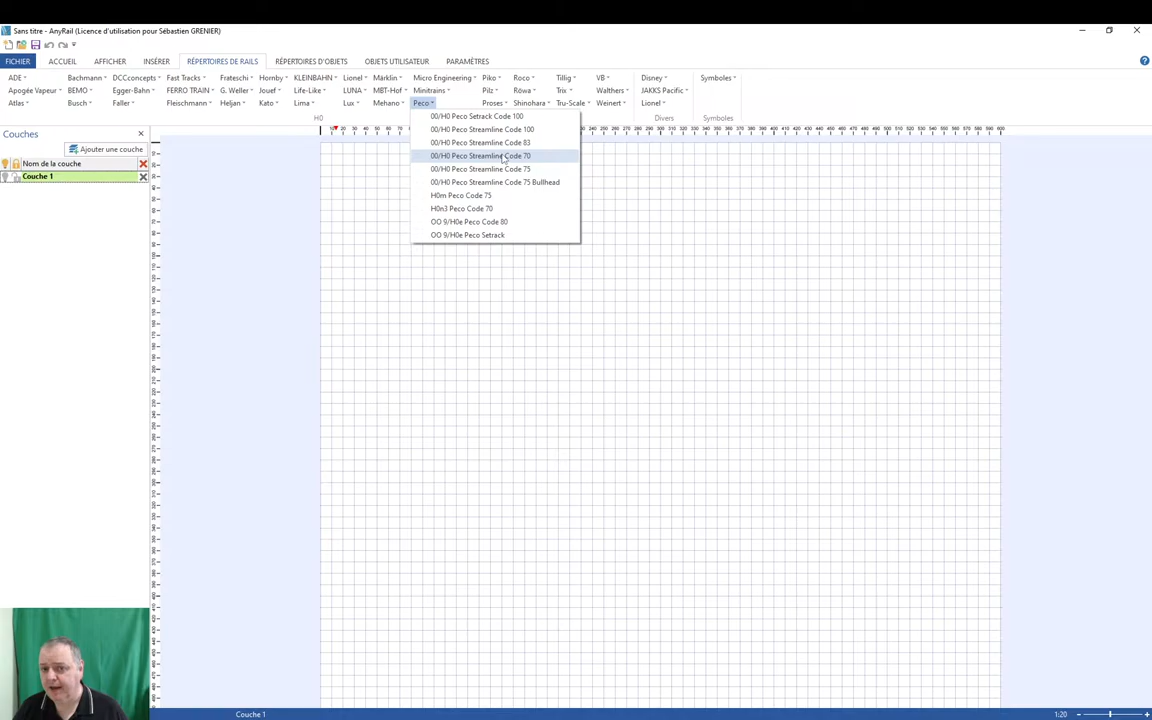 Sans titre - AnyRail (Licence d'utilisation pour Sébastien GRENIER)
FICHIER ACCUEIL AFFICHER INSÉRER RÉPERTOIRES DE RAILS RÉPERTOIRES D'OBJETS OBJETS UTILISATEUR PARAMÈTRES
ADE Bachmann DCCconcepts Fast Tracks Frateschi Hornby KLEINBAHN Lionel Märklin Micro Engineering Piko Roco Tillig VB Disney Symboles
Apogée Vapeur BEMO Egger-Bahn FERRO TRAIN G. Weller Jouef Life-Like LUNA MBT-Hof Minitrains Pilz Röwa Trix Walthers JAKKS Pacific
Atlas Busch Faller Fleischmann Heljan Kato Lima Lux Mehano Peco Proses Shinohara Tru-Scale Weinert Lionel
H0 Divers Symboles
00/H0 Peco Setrack Code 100
00/H0 Peco Streamline Code 100
00/H0 Peco Streamline Code 83
00/H0 Peco Streamline Code 70
00/H0 Peco Streamline Code 75
00/H0 Peco Streamline Code 75 Bullhead
H0m Peco Code 75
H0n3 Peco Code 70
OO 9/H0e Peco Code 80
OO 9/H0e Peco Setrack
Couches
Ajouter une couche
Nom de la couche
Couche 1
Couche 1 1:20